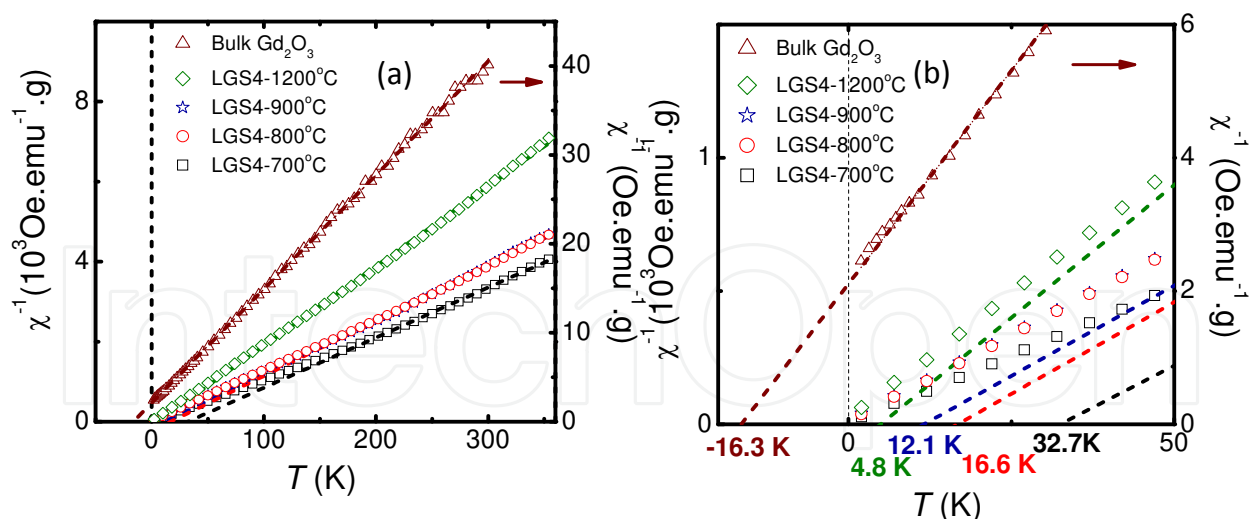 (a)
Bulk Gd₂O₃
LGS4-1200°C
LGS4-900°C
LGS4-800°C
LGS4-700°C
χ⁻¹ (10³Oe.emu⁻¹.g)
8
4
0
40
30
20
10
0
χ⁻¹ (Oe.emu⁻¹.g)
0
100
200
300
T (K)
(b)
Bulk Gd₂O₃
LGS4-1200°C
LGS4-900°C
LGS4-800°C
LGS4-700°C
χ⁻¹ (10³Oe.emu⁻¹.g)
1
0
6
4
2
0
χ⁻¹ (Oe.emu⁻¹.g)
0
50
-16.3 K
12.1 K
32.7K
4.8 K
16.6 K
T (K)
IntechOpen